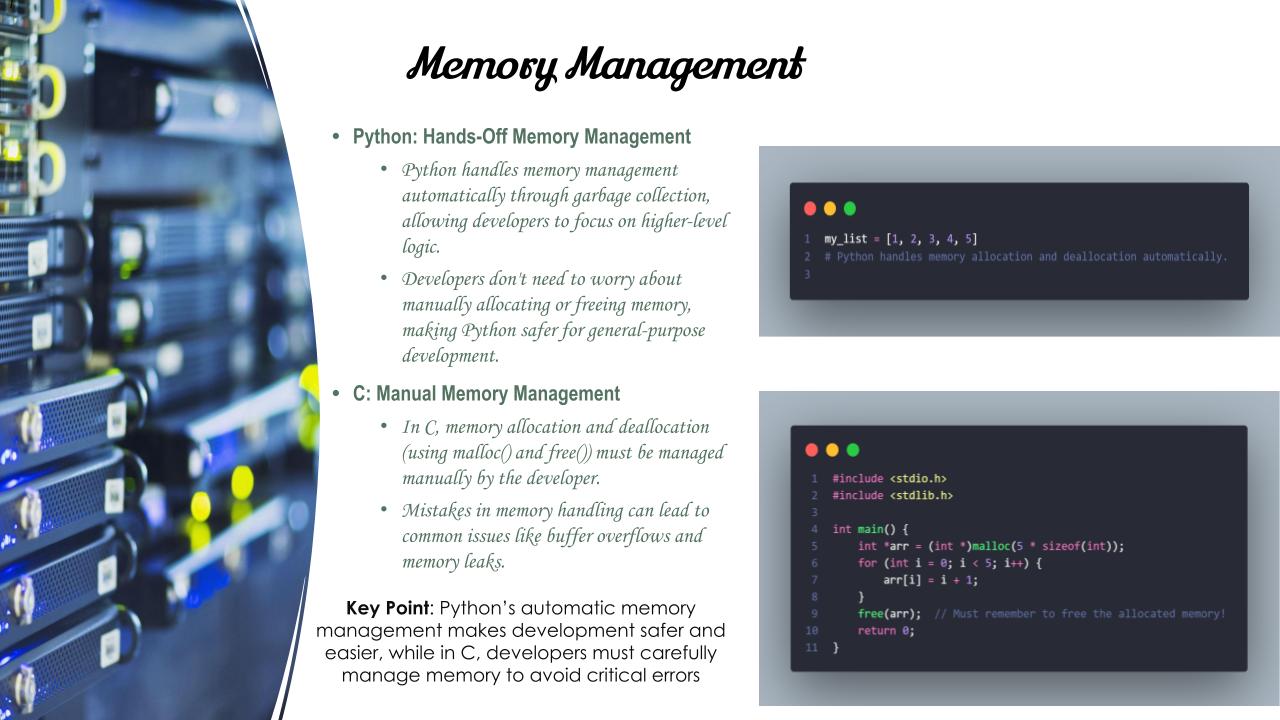 Memory Management
• Python: Hands-Off Memory Management
• Python handles memory management
automatically through garbage collection,
allowing developers to focus on higher-level
logic.
• Developers don't need to worry about
manually allocating or freeing memory,
making Python safer for general-purpose
development.
• C: Manual Memory Management
• In C, memory allocation and deallocation
(using malloc() and free()) must be managed
manually by the developer.
• Mistakes in memory handling can lead to
common issues like buffer overflows and
memory leaks.
Key Point: Python’s automatic memory
management makes development safer and
easier, while in C, developers must carefully
manage memory to avoid critical errors
1 my_list = [1, 2, 3, 4, 5]
2 # Python handles memory allocation and deallocation automatically.
3
1 #include <stdio.h>
2 #include <stdlib.h>
3
4 int main() {
5     int *arr = (int *)malloc(5 * sizeof(int));
6     for (int i = 0; i < 5; i++) {
7         arr[i] = i + 1;
8     }
9     free(arr);  // Must remember to free the allocated memory!
10     return 0;
11 }